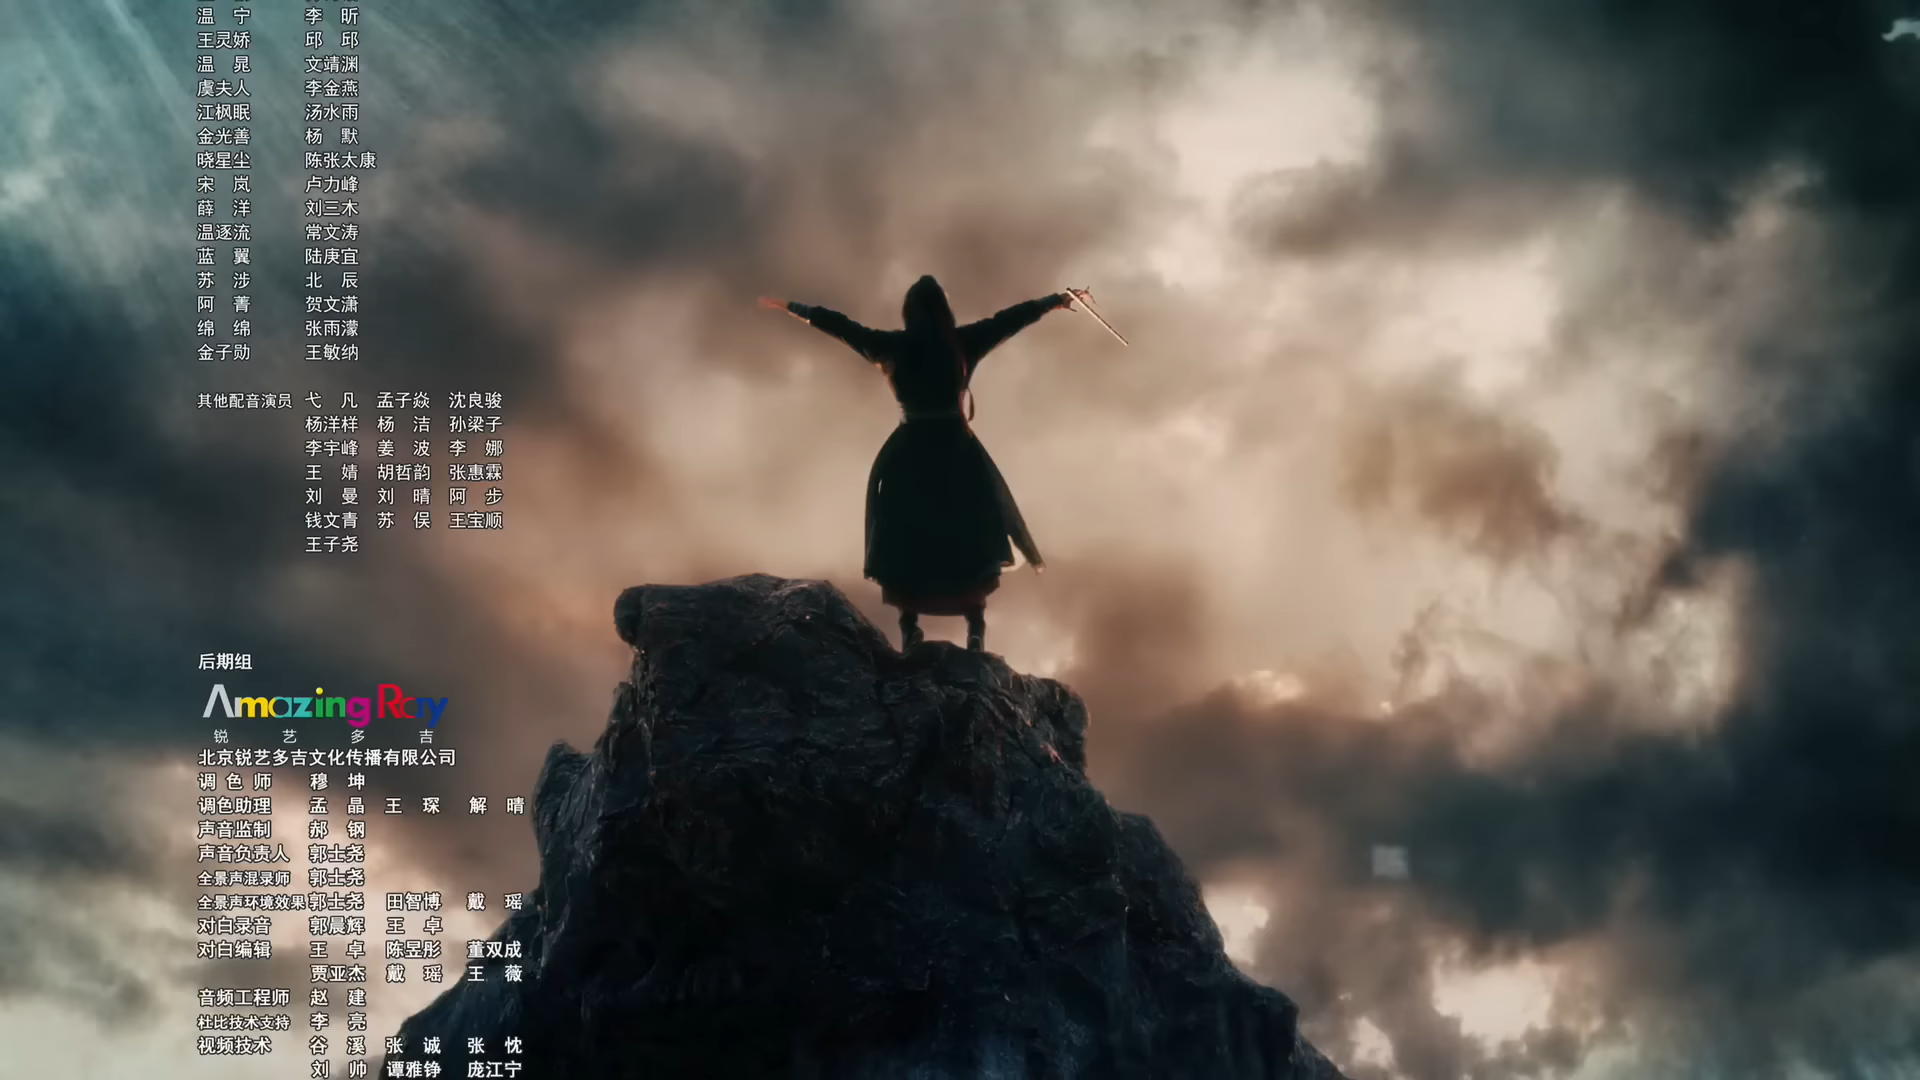 温 宁 李 昕
王灵娇 邱 邱
温 晁 文靖渊
虞夫人 李金燕
江枫眠 汤水雨
金光善 杨 默
晓星尘 陈张太康
宋 岚 卢力峰
薛 洋 刘三木
温逐流 常文涛
蓝 翼 陆庚宜
苏 涉 北 辰
阿 菁 贺文潇
绵 绵 张雨濛
金子勋 王敏纳
其他配音演员 弋 凡 孟子焱 沈良骏
杨洋样 杨 洁 孙梁子
李宇峰 姜 波 李 娜
王 婧 胡哲韵 张惠霖
刘 曼 刘 晴 阿 步
钱文青 苏 俣 王宝顺
王子尧
后期组
Amazing Ray
锐艺多吉
北京锐艺多吉文化传播有限公司
调色师 穆 坤
调色助理 孟 晶 王 琛 解 晴
声音监制 郝 钢
声音负责人 郭士尧
全景声混录师 郭士尧
全景声环境效果 郭士尧 田智博 戴 瑶
对白录音 郭晨辉 王 卓
对白编辑 王 卓 陈昱彤 董双成
贾亚杰 戴 瑶 王 薇
音频工程师 赵 建
杜比技术支持 李 亮
视频技术 谷 溪 张 诚 张 忱
刘 帅 谭雅铮 庞江宁